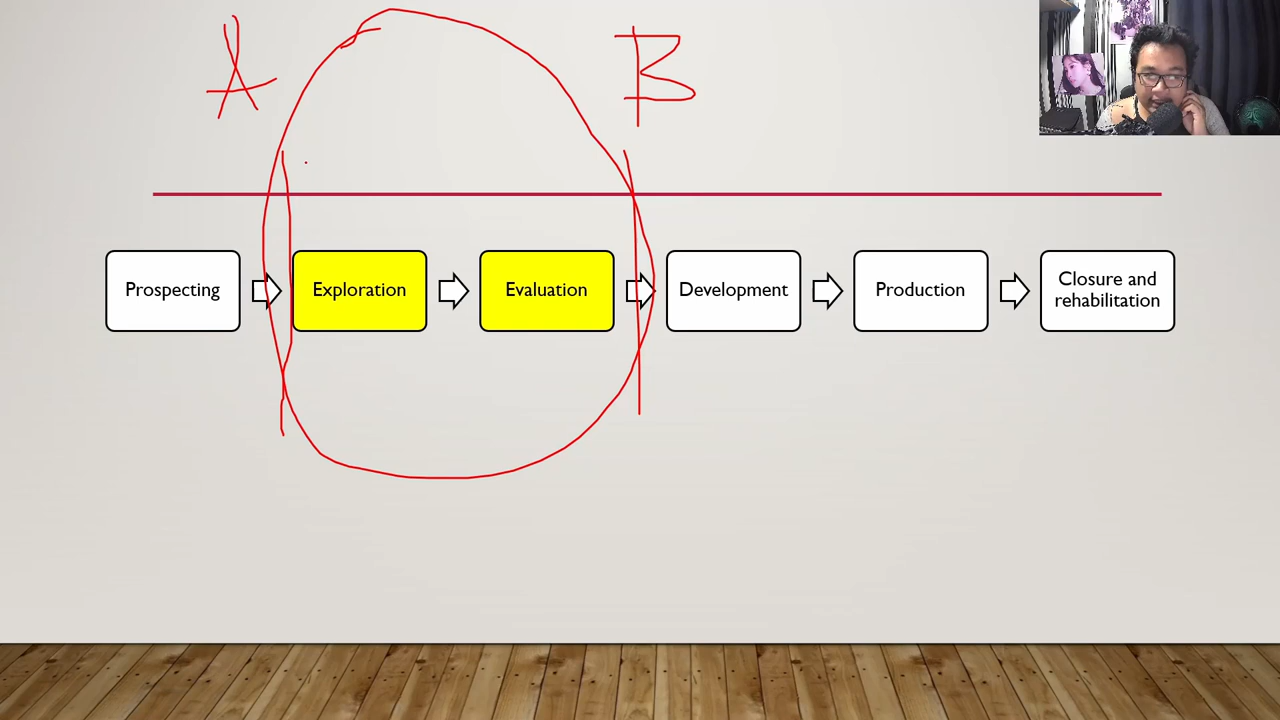 A
B
Prospecting
Exploration
Evaluation
Development
Production
Closure and
rehabilitation